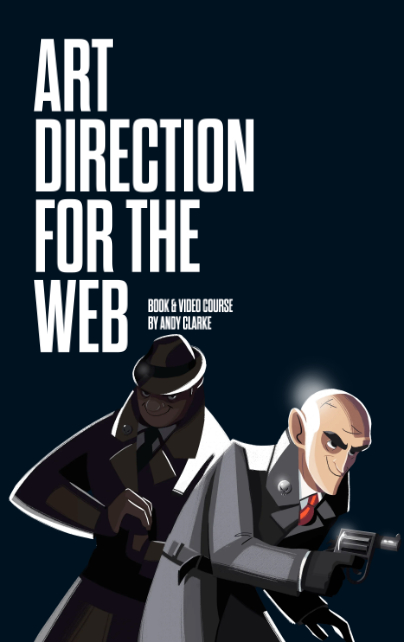 ART
DIRECTION
FOR THE
WEB
BOOK & VIDEO COURSE
BY ANDY CLARKE